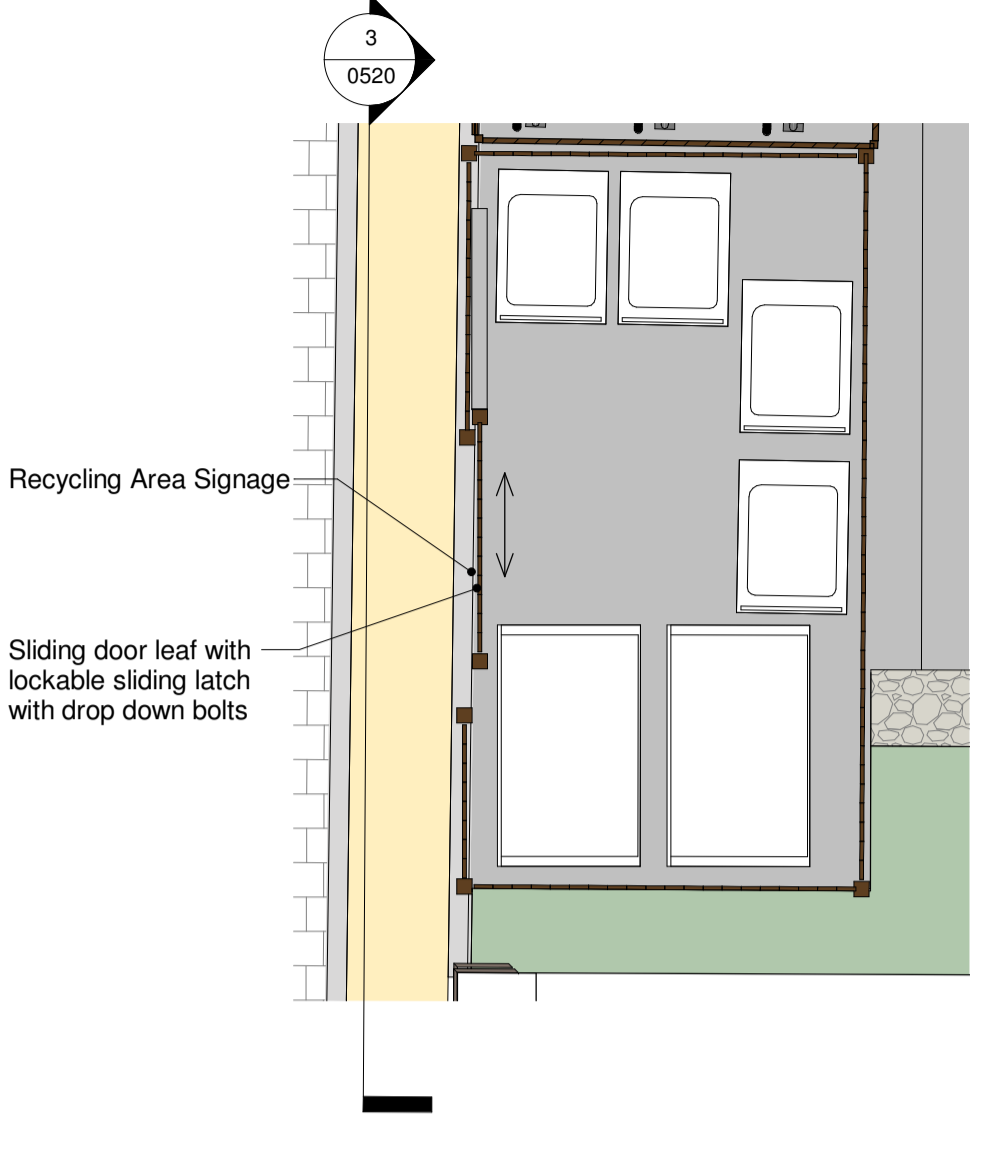 3
0520
Recycling Area Signage
Sliding door leaf with
lockable sliding latch
with drop down bolts